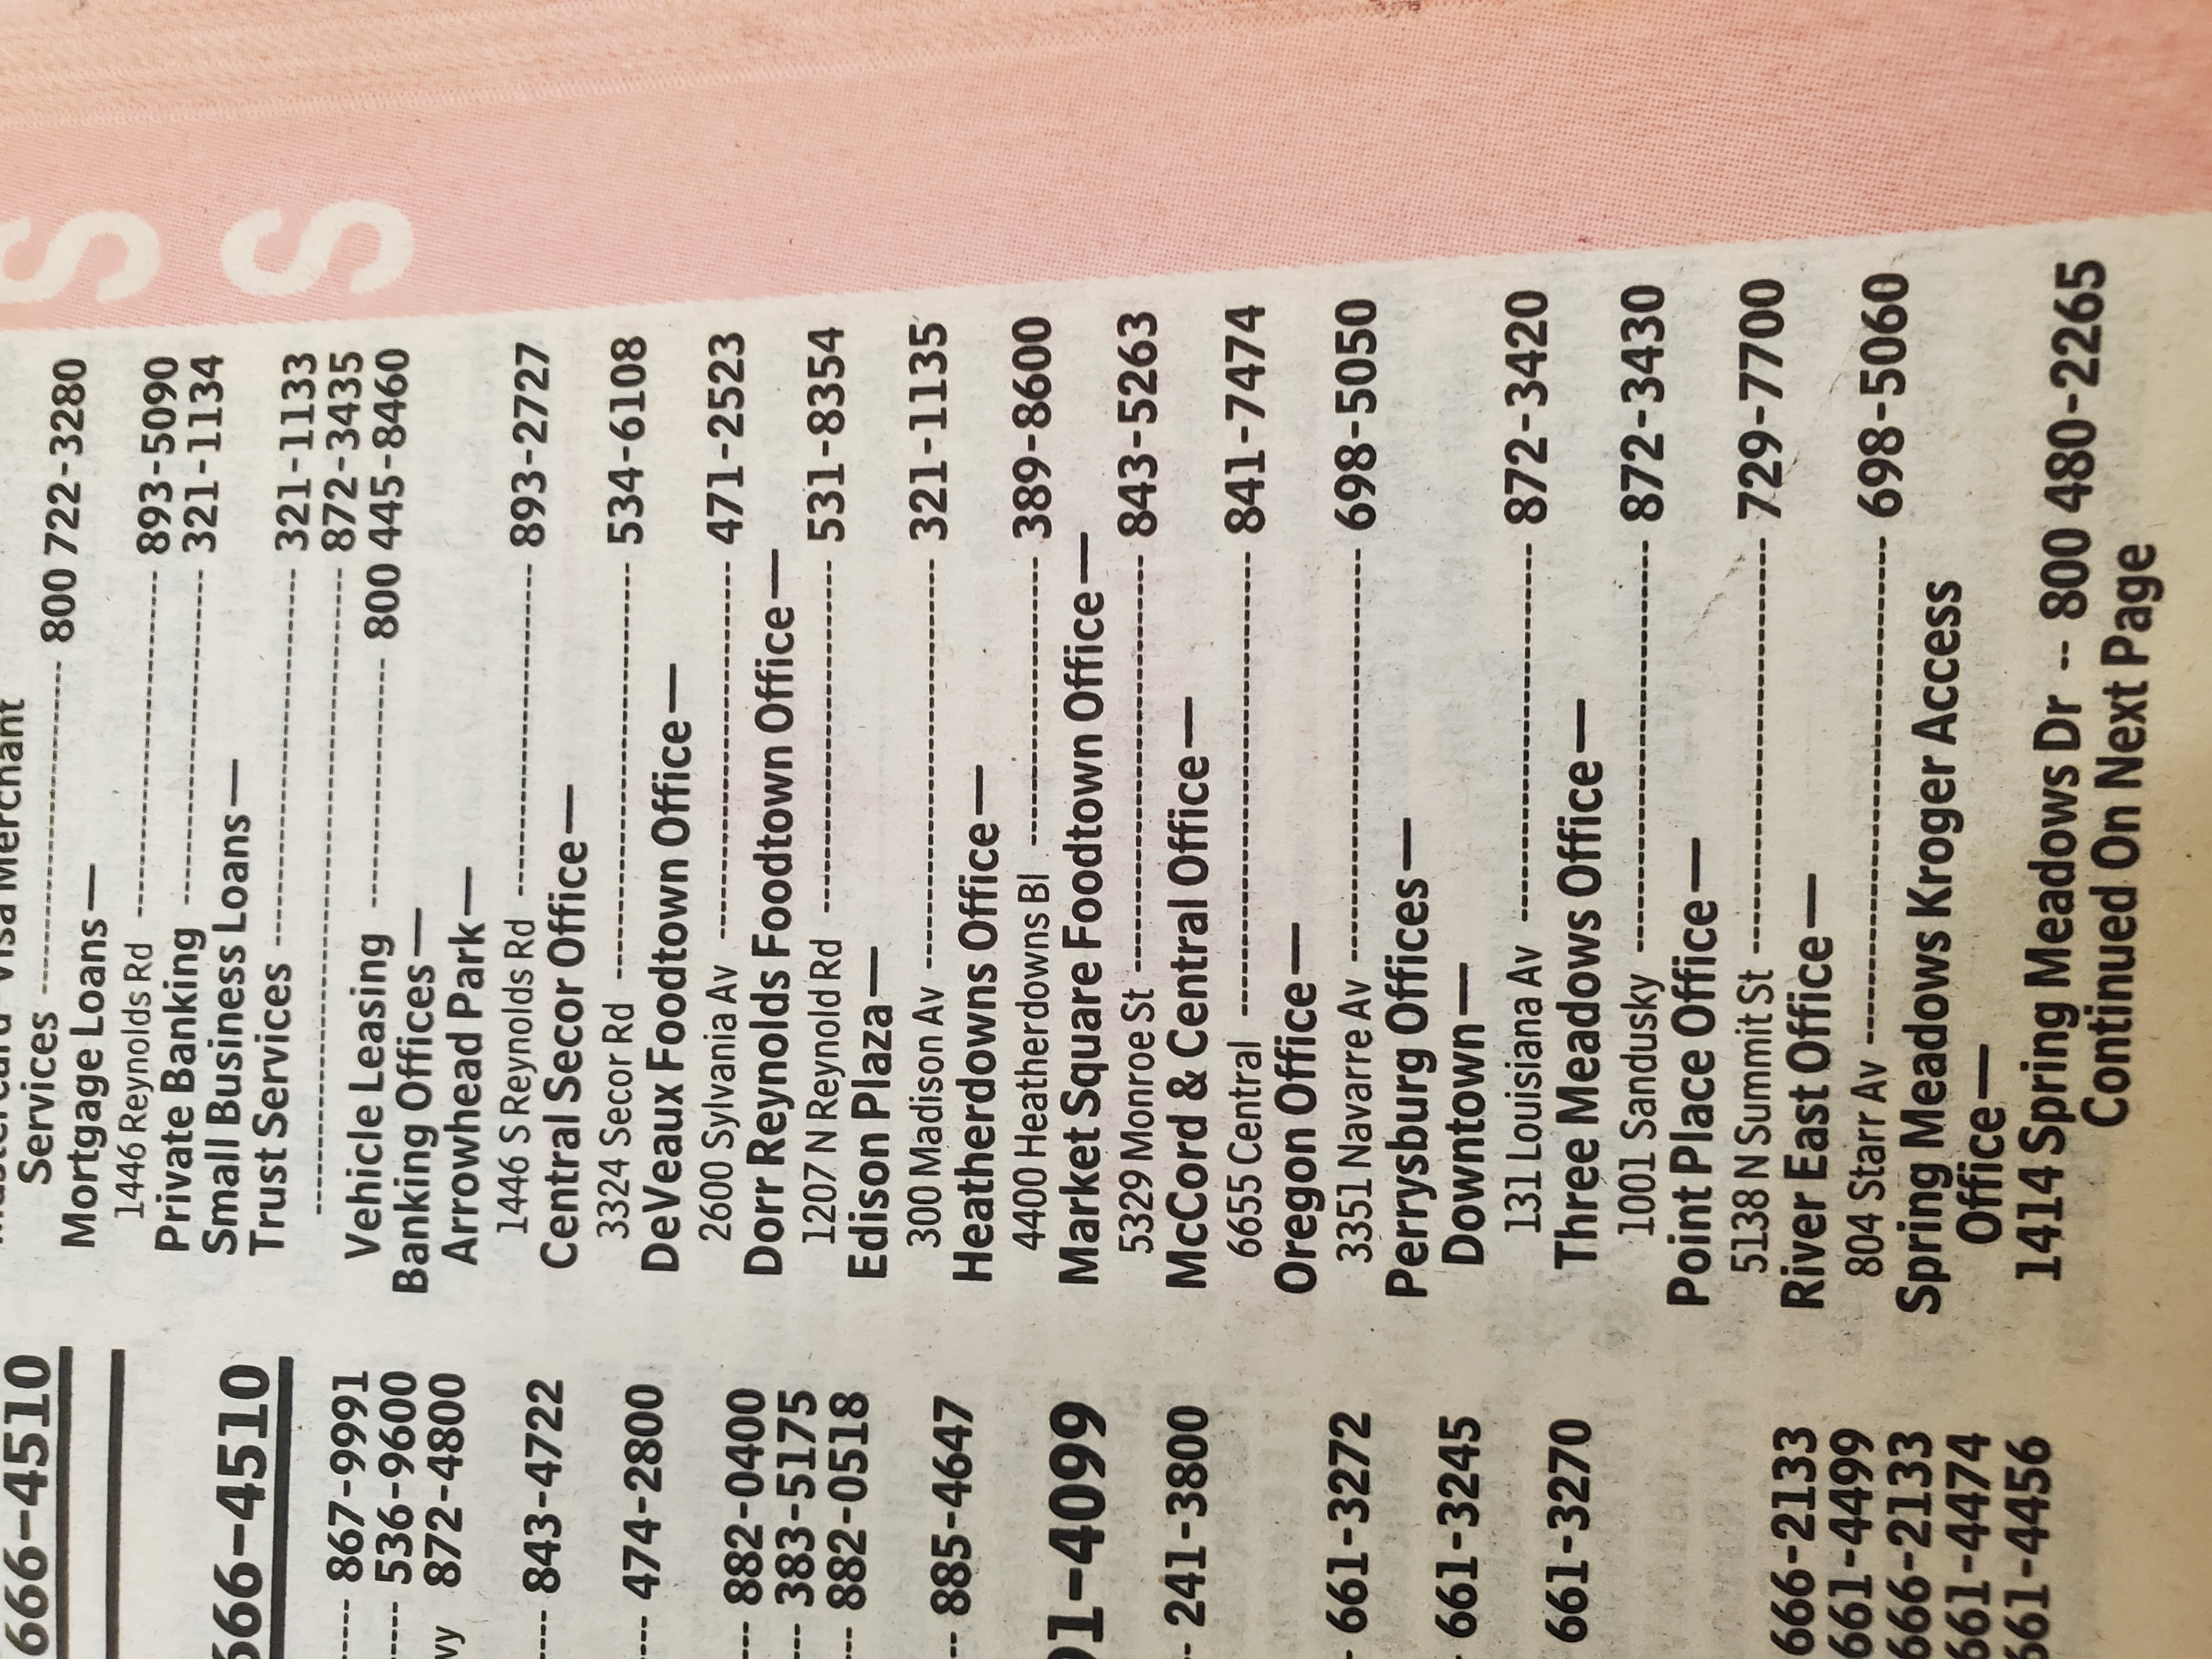 S
S
Services ---- 800 722-3280
Mortgage Loans—
1446 Reynolds Rd ---- 893-5090
Private Banking ---- 321-1134
Small Business Loans—
---- 321-1133
Trust Services ---- 872-3435
---- 800 445-8460
Vehicle Leasing
Banking Offices—
Arrowhead Park—
1446 S Reynolds Rd ---- 893-2727
Central Secor Office—
3324 Secor Rd ---- 534-6108
DeVeaux Foodtown Office—
2600 Sylvania Av ---- 471-2523
Dorr Reynolds Foodtown Office—
1207 N Reynold Rd ---- 531-8354
Edison Plaza—
300 Madison Av ---- 321-1135
Heatherdowns Office—
4400 Heatherdowns Bl ---- 389-8600
Market Square Foodtown Office—
5329 Monroe St ---- 843-5263
McCord & Central Office—
6655 Central ---- 841-7474
Oregon Office—
3351 Navarre Av ---- 698-5050
Perrysburg Offices—
Downtown—
131 Louisiana Av ---- 872-3420
Three Meadows Office—
1001 Sandusky ---- 872-3430
Point Place Office—
5138 N Summit St ---- 729-7700
River East Office—
804 Starr Av ---- 698-5060
Spring Meadows Kroger Access
Office—
1414 Spring Meadows Dr -- 800 480-2265
Continued On Next Page
666-4510
666-4510
---- 867-9991
---- 536-9600
872-4800
---- 843-4722
---- 474-2800
--- 882-0400
--- 383-5175
--- 882-0518
-- 885-4647
1-4099
-- 241-3800
- 661-3272
- 661-3245
661-3270
666-2133
661-4499
666-2133
661-4474
661-4456